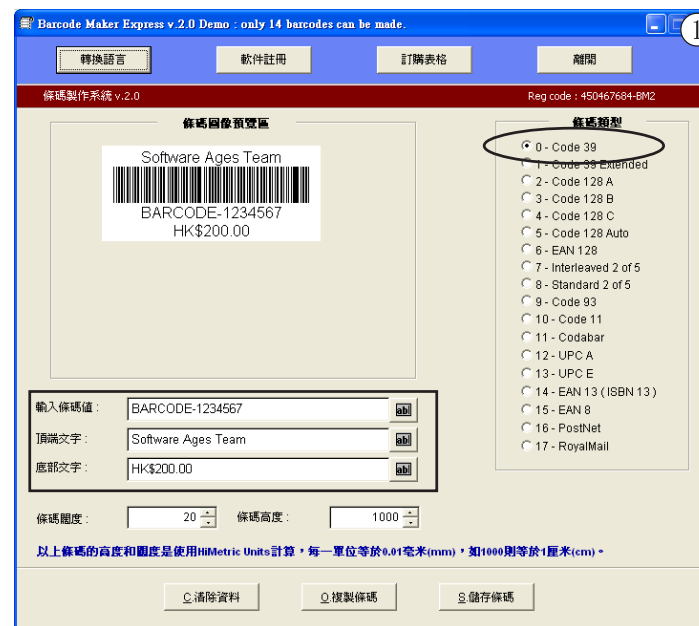 Barcode Maker Express v.2.0 Demo : only 14 barcodes can be made.
1
轉換語言
軟件註冊
訂購表格
離開
條碼製作系統 v.2.0
Reg code : 450467684-BM2
條碼圖像預覽區
Software Ages Team
BARCODE-1234567
HK$200.00
條碼類型
0 - Code 39
1 - Code 39 Extended
2 - Code 128 A
3 - Code 128 B
4 - Code 128 C
5 - Code 128 Auto
6 - EAN 128
7 - Interleaved 2 of 5
8 - Standard 2 of 5
9 - Code 93
10 - Code 11
11 - Codabar
12 - UPC A
13 - UPC E
14 - EAN 13 ( ISBN 13 )
15 - EAN 8
16 - PostNet
17 - RoyalMail
輸入條碼值 : BARCODE-1234567 ab
頂端文字 : Software Ages Team ab
底部文字 : HK$200.00 ab
條碼闊度 : 20 條碼高度 : 1000
以上條碼的高度和闊度是使用HiMetric Units計算,每一單位等於0.01毫米(mm),如1000則等於1厘米(cm)。
C.清除資料
O.複製條碼
S.儲存條碼